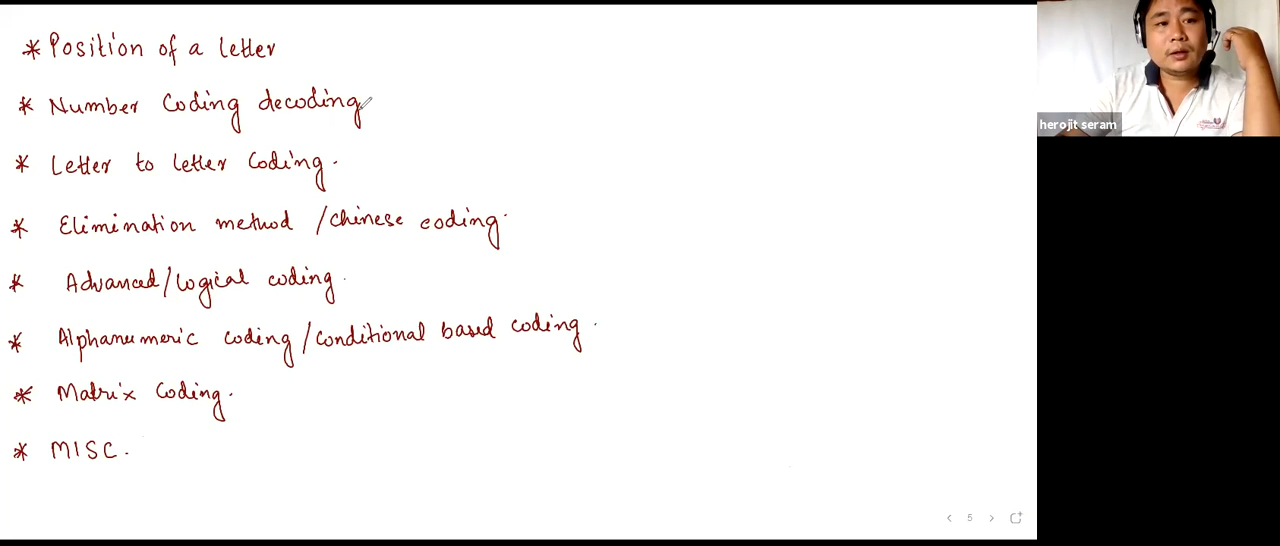 * Position of a letter
* Number Coding decoding
* Letter to letter Coding.
* Elimination method / chinese coding.
* Advanced/logical coding.
* Alphanumeric coding / conditional based coding.
* Matrix Coding.
* MISC.
herojit seram
< 5 >